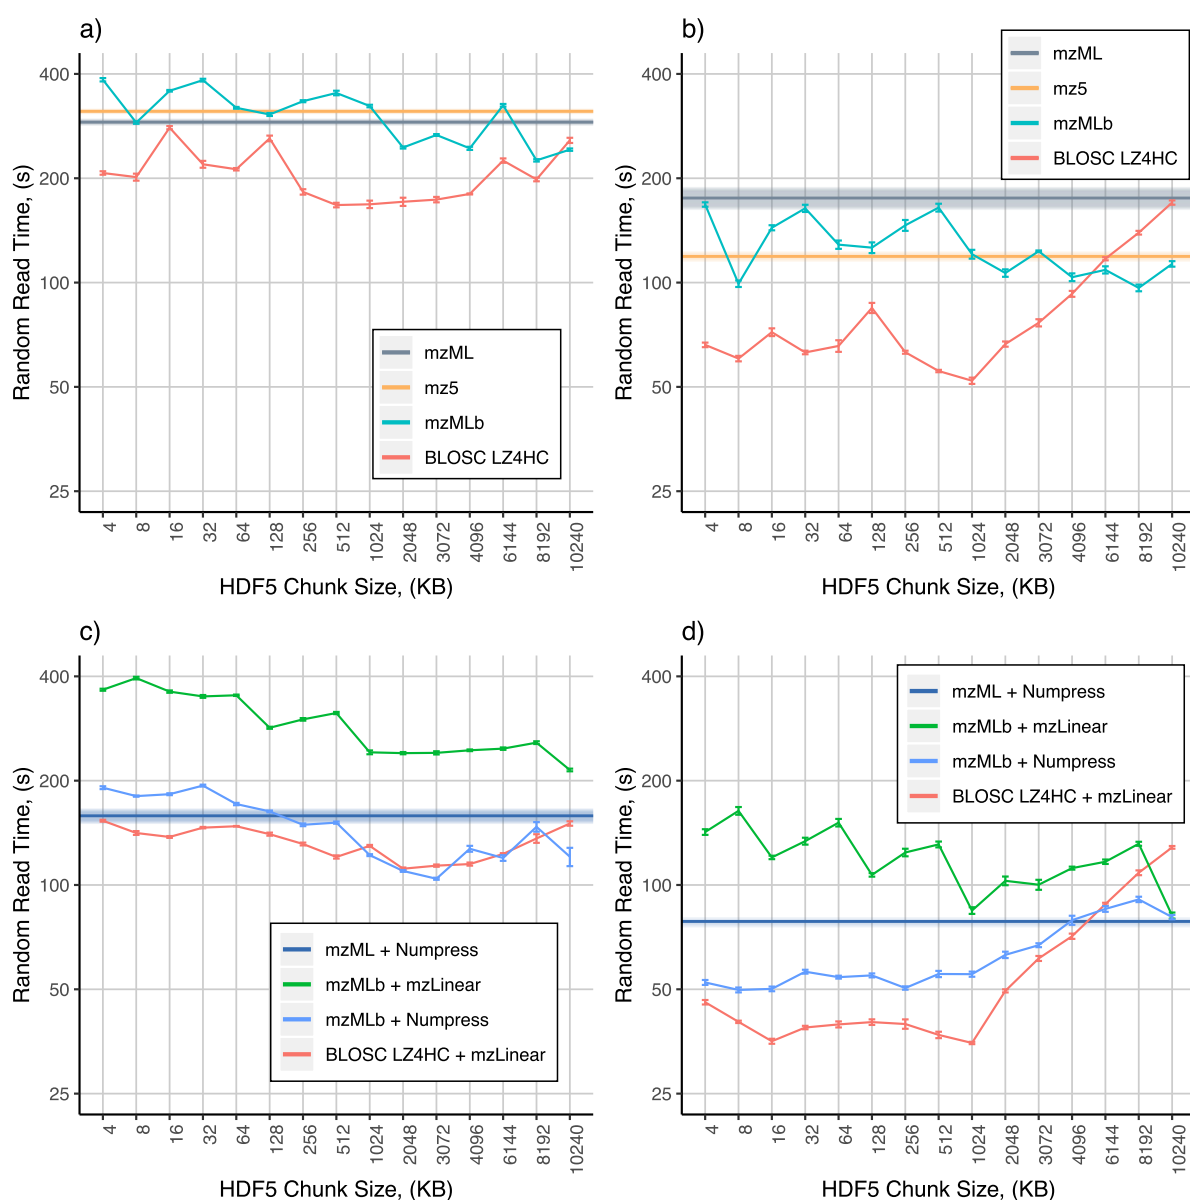 a)
Random Read Time, (s)
400
200
100
50
25
mzML
mz5
mzMLb
BLOSC LZ4HC
4
8
16
32
64
128
256
512
1024
2048
3072
4096
6144
8192
10240
HDF5 Chunk Size, (KB)
b)
Random Read Time, (s)
400
200
100
50
25
mzML
mz5
mzMLb
BLOSC LZ4HC
4
8
16
32
64
128
256
512
1024
2048
3072
4096
6144
8192
10240
HDF5 Chunk Size, (KB)
c)
Random Read Time, (s)
400
200
100
50
25
mzML + Numpress
mzMLb + mzLinear
mzMLb + Numpress
BLOSC LZ4HC + mzLinear
4
8
16
32
64
128
256
512
1024
2048
3072
4096
6144
8192
10240
HDF5 Chunk Size, (KB)
d)
Random Read Time, (s)
400
200
100
50
25
mzML + Numpress
mzMLb + mzLinear
mzMLb + Numpress
BLOSC LZ4HC + mzLinear
4
8
16
32
64
128
256
512
1024
2048
3072
4096
6144
8192
10240
HDF5 Chunk Size, (KB)